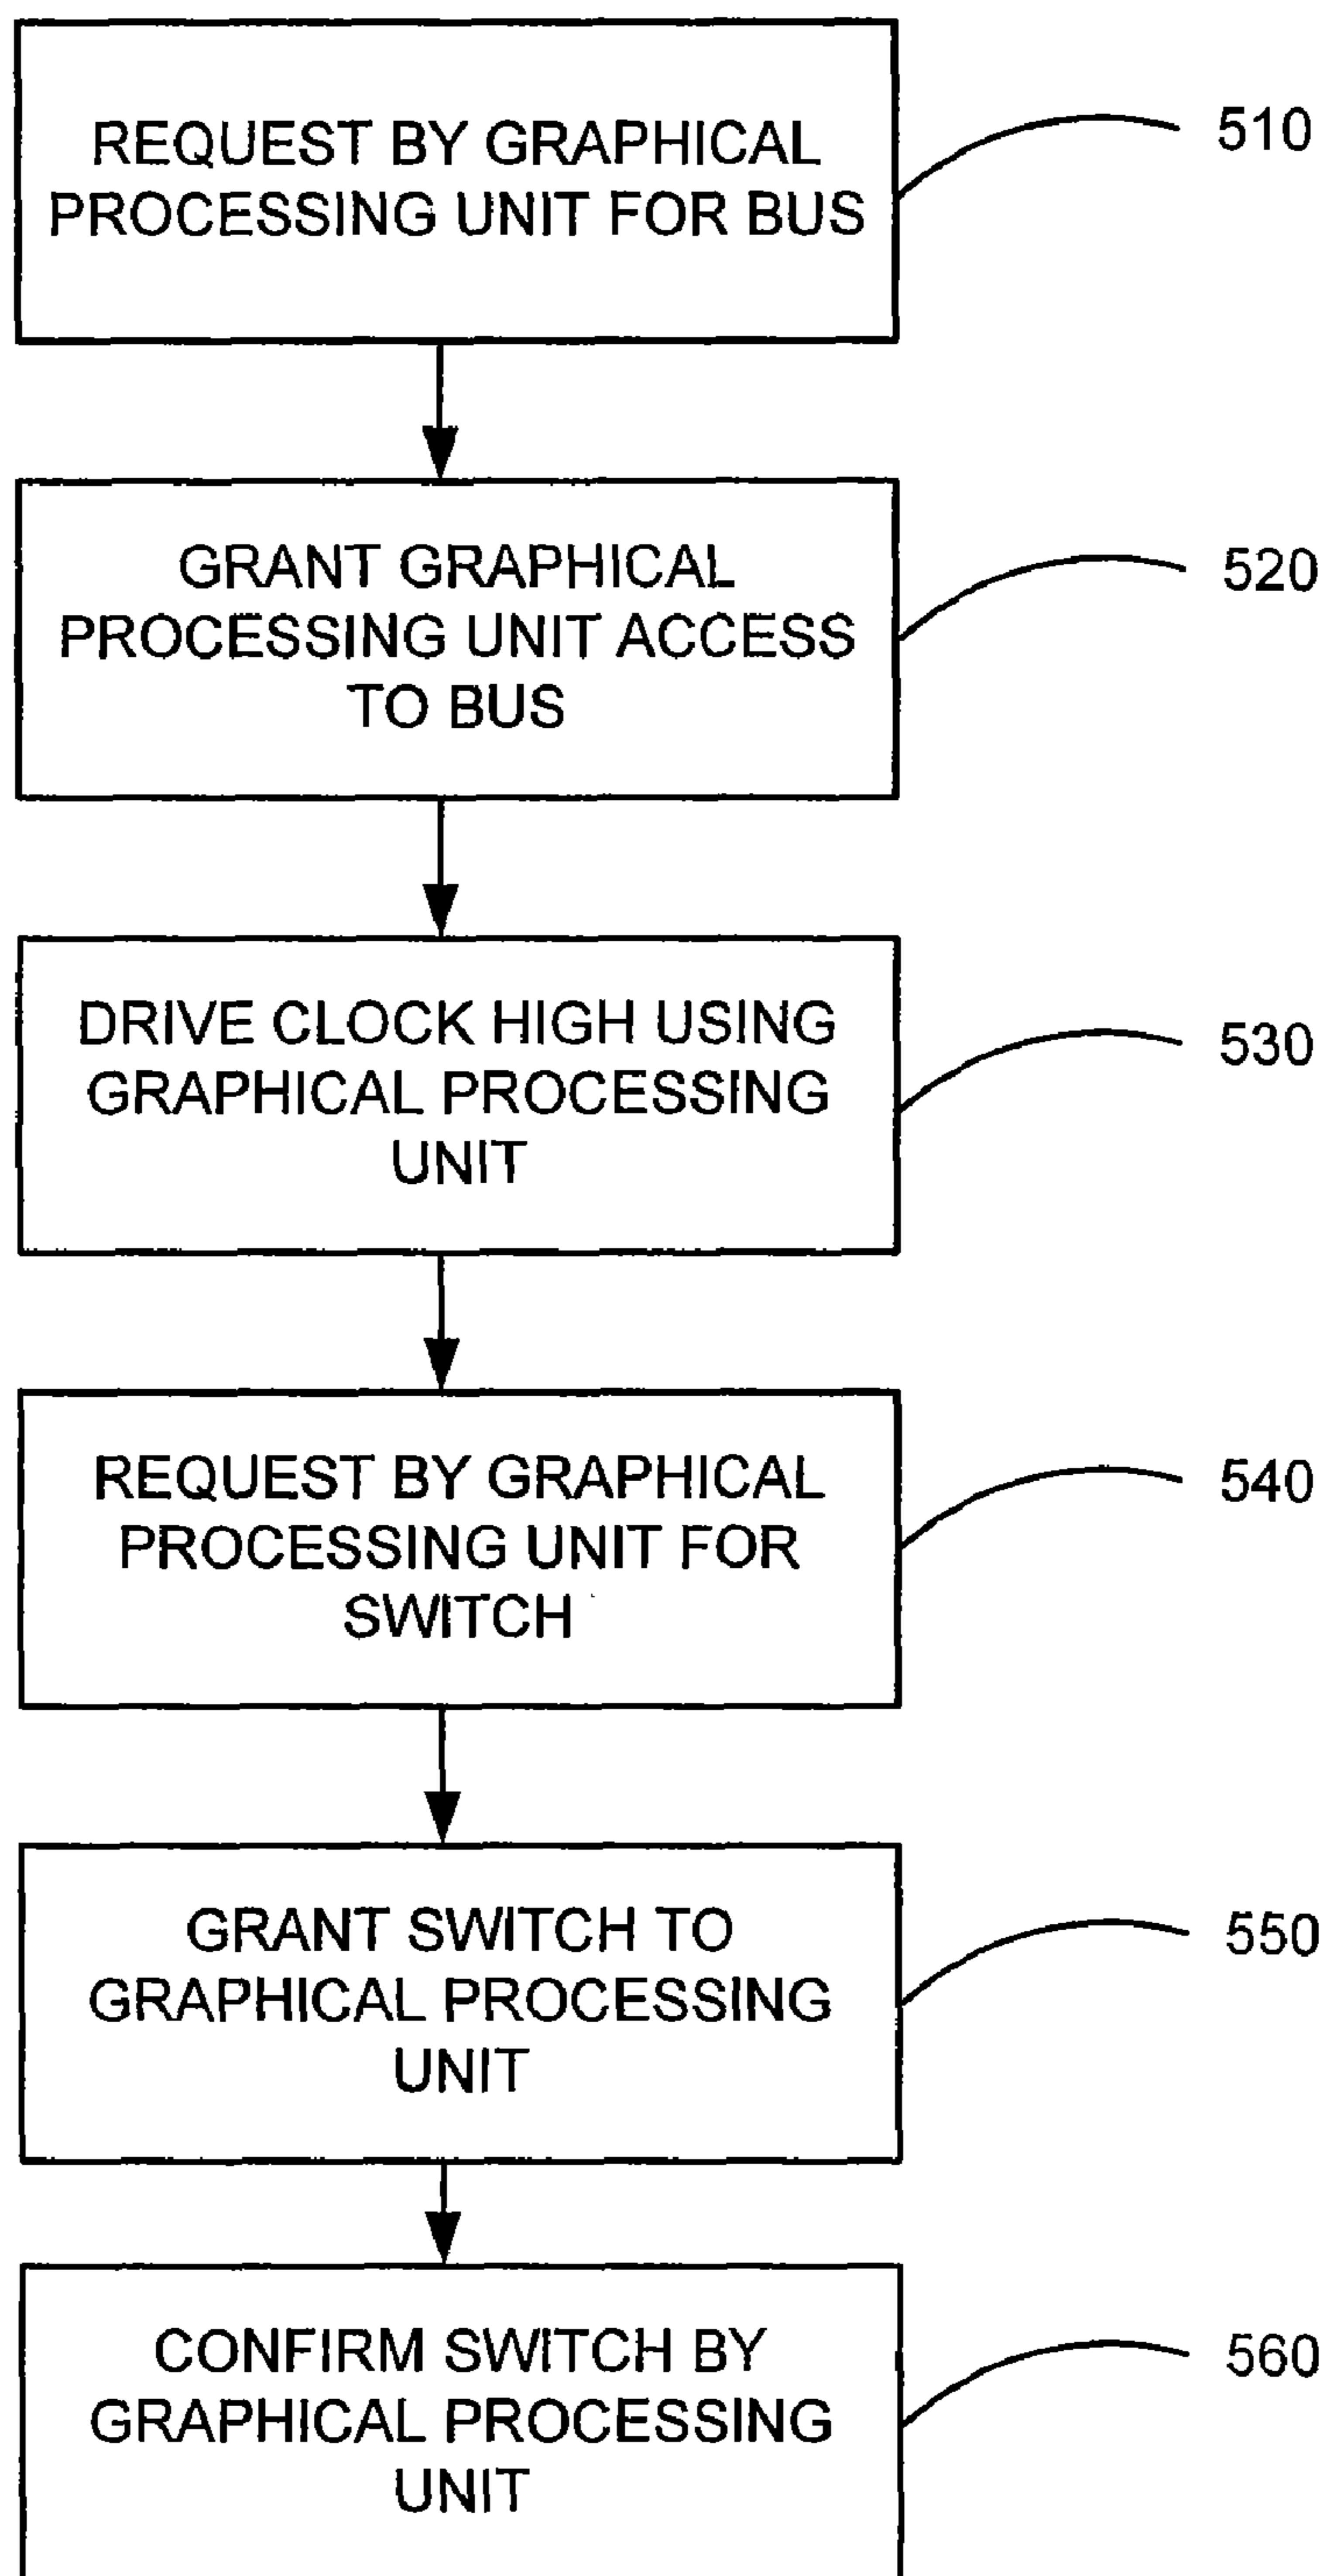 REQUEST BY GRAPHICAL
PROCESSING UNIT FOR BUS
510
GRANT GRAPHICAL
PROCESSING UNIT ACCESS
TO BUS
520
DRIVE CLOCK HIGH USING
GRAPHICAL PROCESSING
UNIT
530
REQUEST BY GRAPHICAL
PROCESSING UNIT FOR
SWITCH
540
GRANT SWITCH TO
GRAPHICAL PROCESSING
UNIT
550
CONFIRM SWITCH BY
GRAPHICAL PROCESSING
UNIT
560